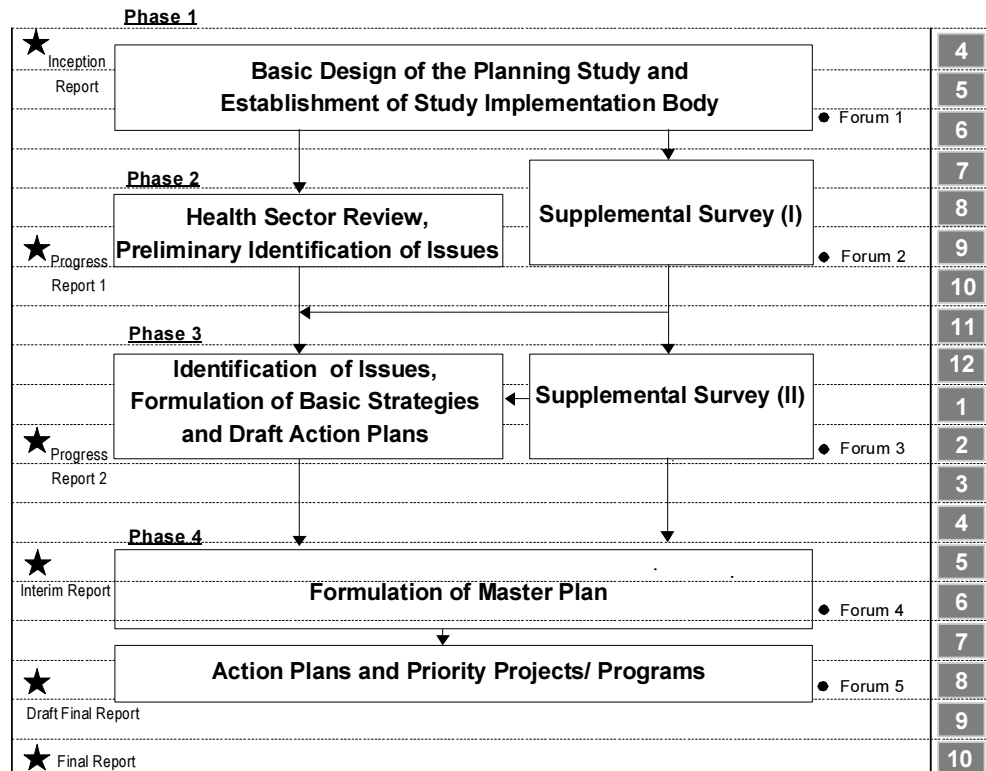 Phase 1
Inception
Report
Basic Design of the Planning Study and
Establishment of Study Implementation Body
Forum 1
4
5
6
7
Phase 2
Health Sector Review,
Preliminary Identification of Issues
Supplemental Survey (I)
8
9
Progress
Report 1
Forum 2
10
11
Phase 3
Identification of Issues,
Formulation of Basic Strategies
and Draft Action Plans
Supplemental Survey (II)
12
1
2
Progress
Report 2
Forum 3
3
4
Phase 4
Interim Report
Formulation of Master Plan
Forum 4
5
6
7
Action Plans and Priority Projects/ Programs
Forum 5
8
Draft Final Report
9
Final Report
10